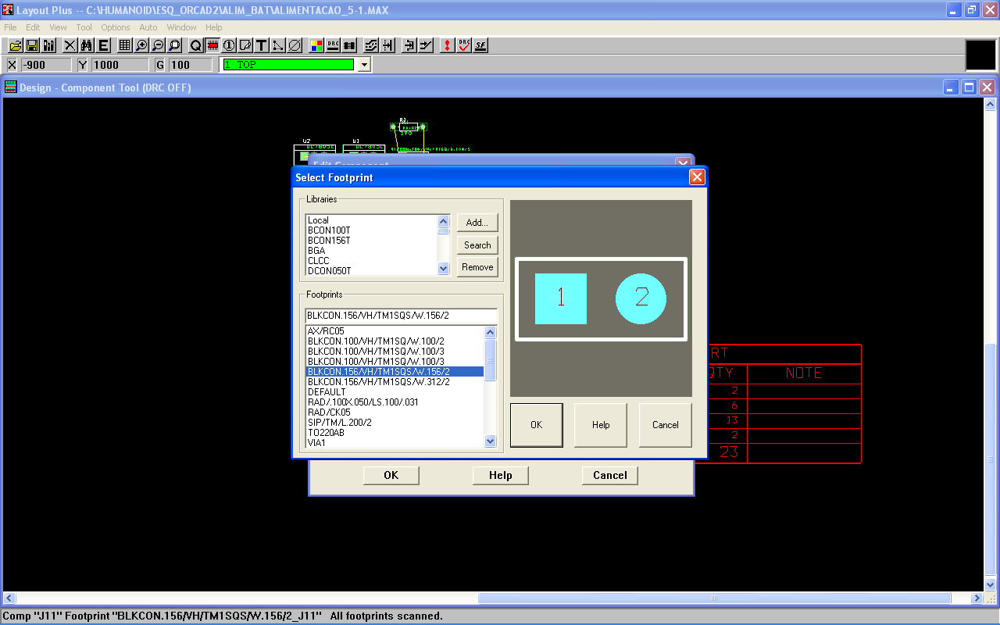 Layout Plus -- C:\HUMANOID\ESQ_ORCAD2\ALIM_BAT\ALIMENTACAO_5-1.MAX
File Edit View Tool Options Auto Window Help
E Q 1 T DRC DRC SF
X -900 Y 1000 G 100 1 TOP
Design - Component Tool (DRC OFF)
R1
390
U2 U1
Edit Component
Select Footprint
Libraries
Local
BCON100T
BCON156T
BGA
CLCC
DCON050T
Add...
Search
Remove
Footprints
BLKCON.156/VH/TM1SQS/W.156/2
AX/RC05
BLKCON.100/VH/TM1SQ/W.100/2
BLKCON.100/VH/TM1SQ/W.100/3
BLKCON.100/VH/TM1SQ/W.100/3
BLKCON.156/VH/TM1SQS/W.156/2
BLKCON.156/VH/TM1SQS/W.312/2
DEFAULT
RAD/.100X.050/LS.100/.031
RAD/CK05
SIP/TM/L.200/2
TO220AB
VIA1
1 2
OK Help Cancel
RT
QTY NOTE
2
6
13
2
23
OK Help Cancel
Comp "J11" Footprint "BLKCON.156/VH/TM1SQS/W.156/2_J11" All footprints scanned.